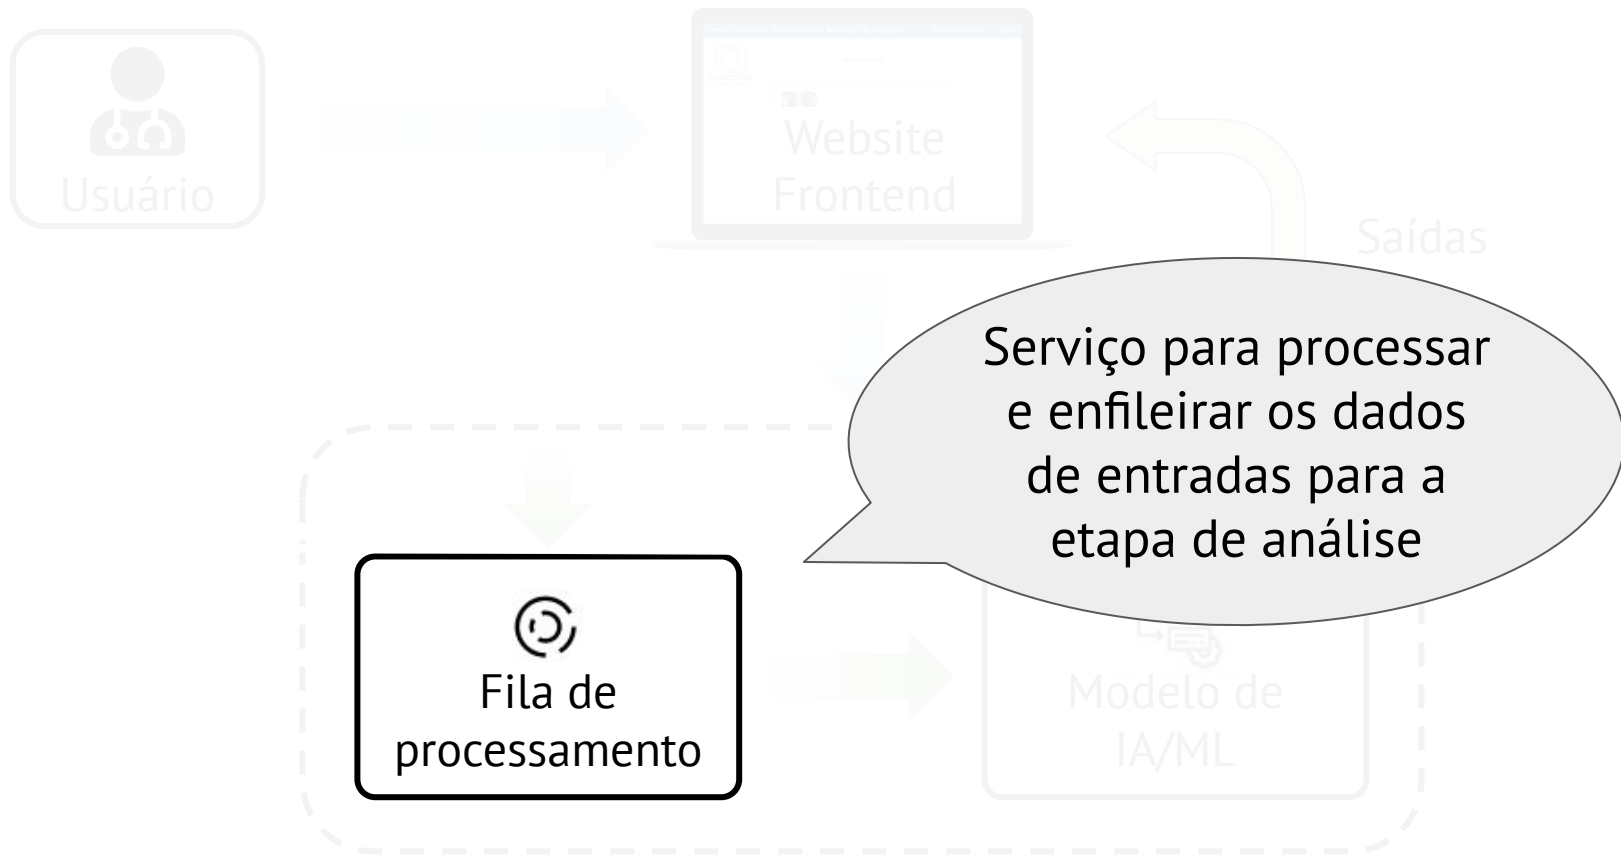 Usuário
Website
Frontend
Saídas
Serviço para processar
e enfileirar os dados
de entradas para a
etapa de análise
Fila de
processamento
Modelo de
IA/ML